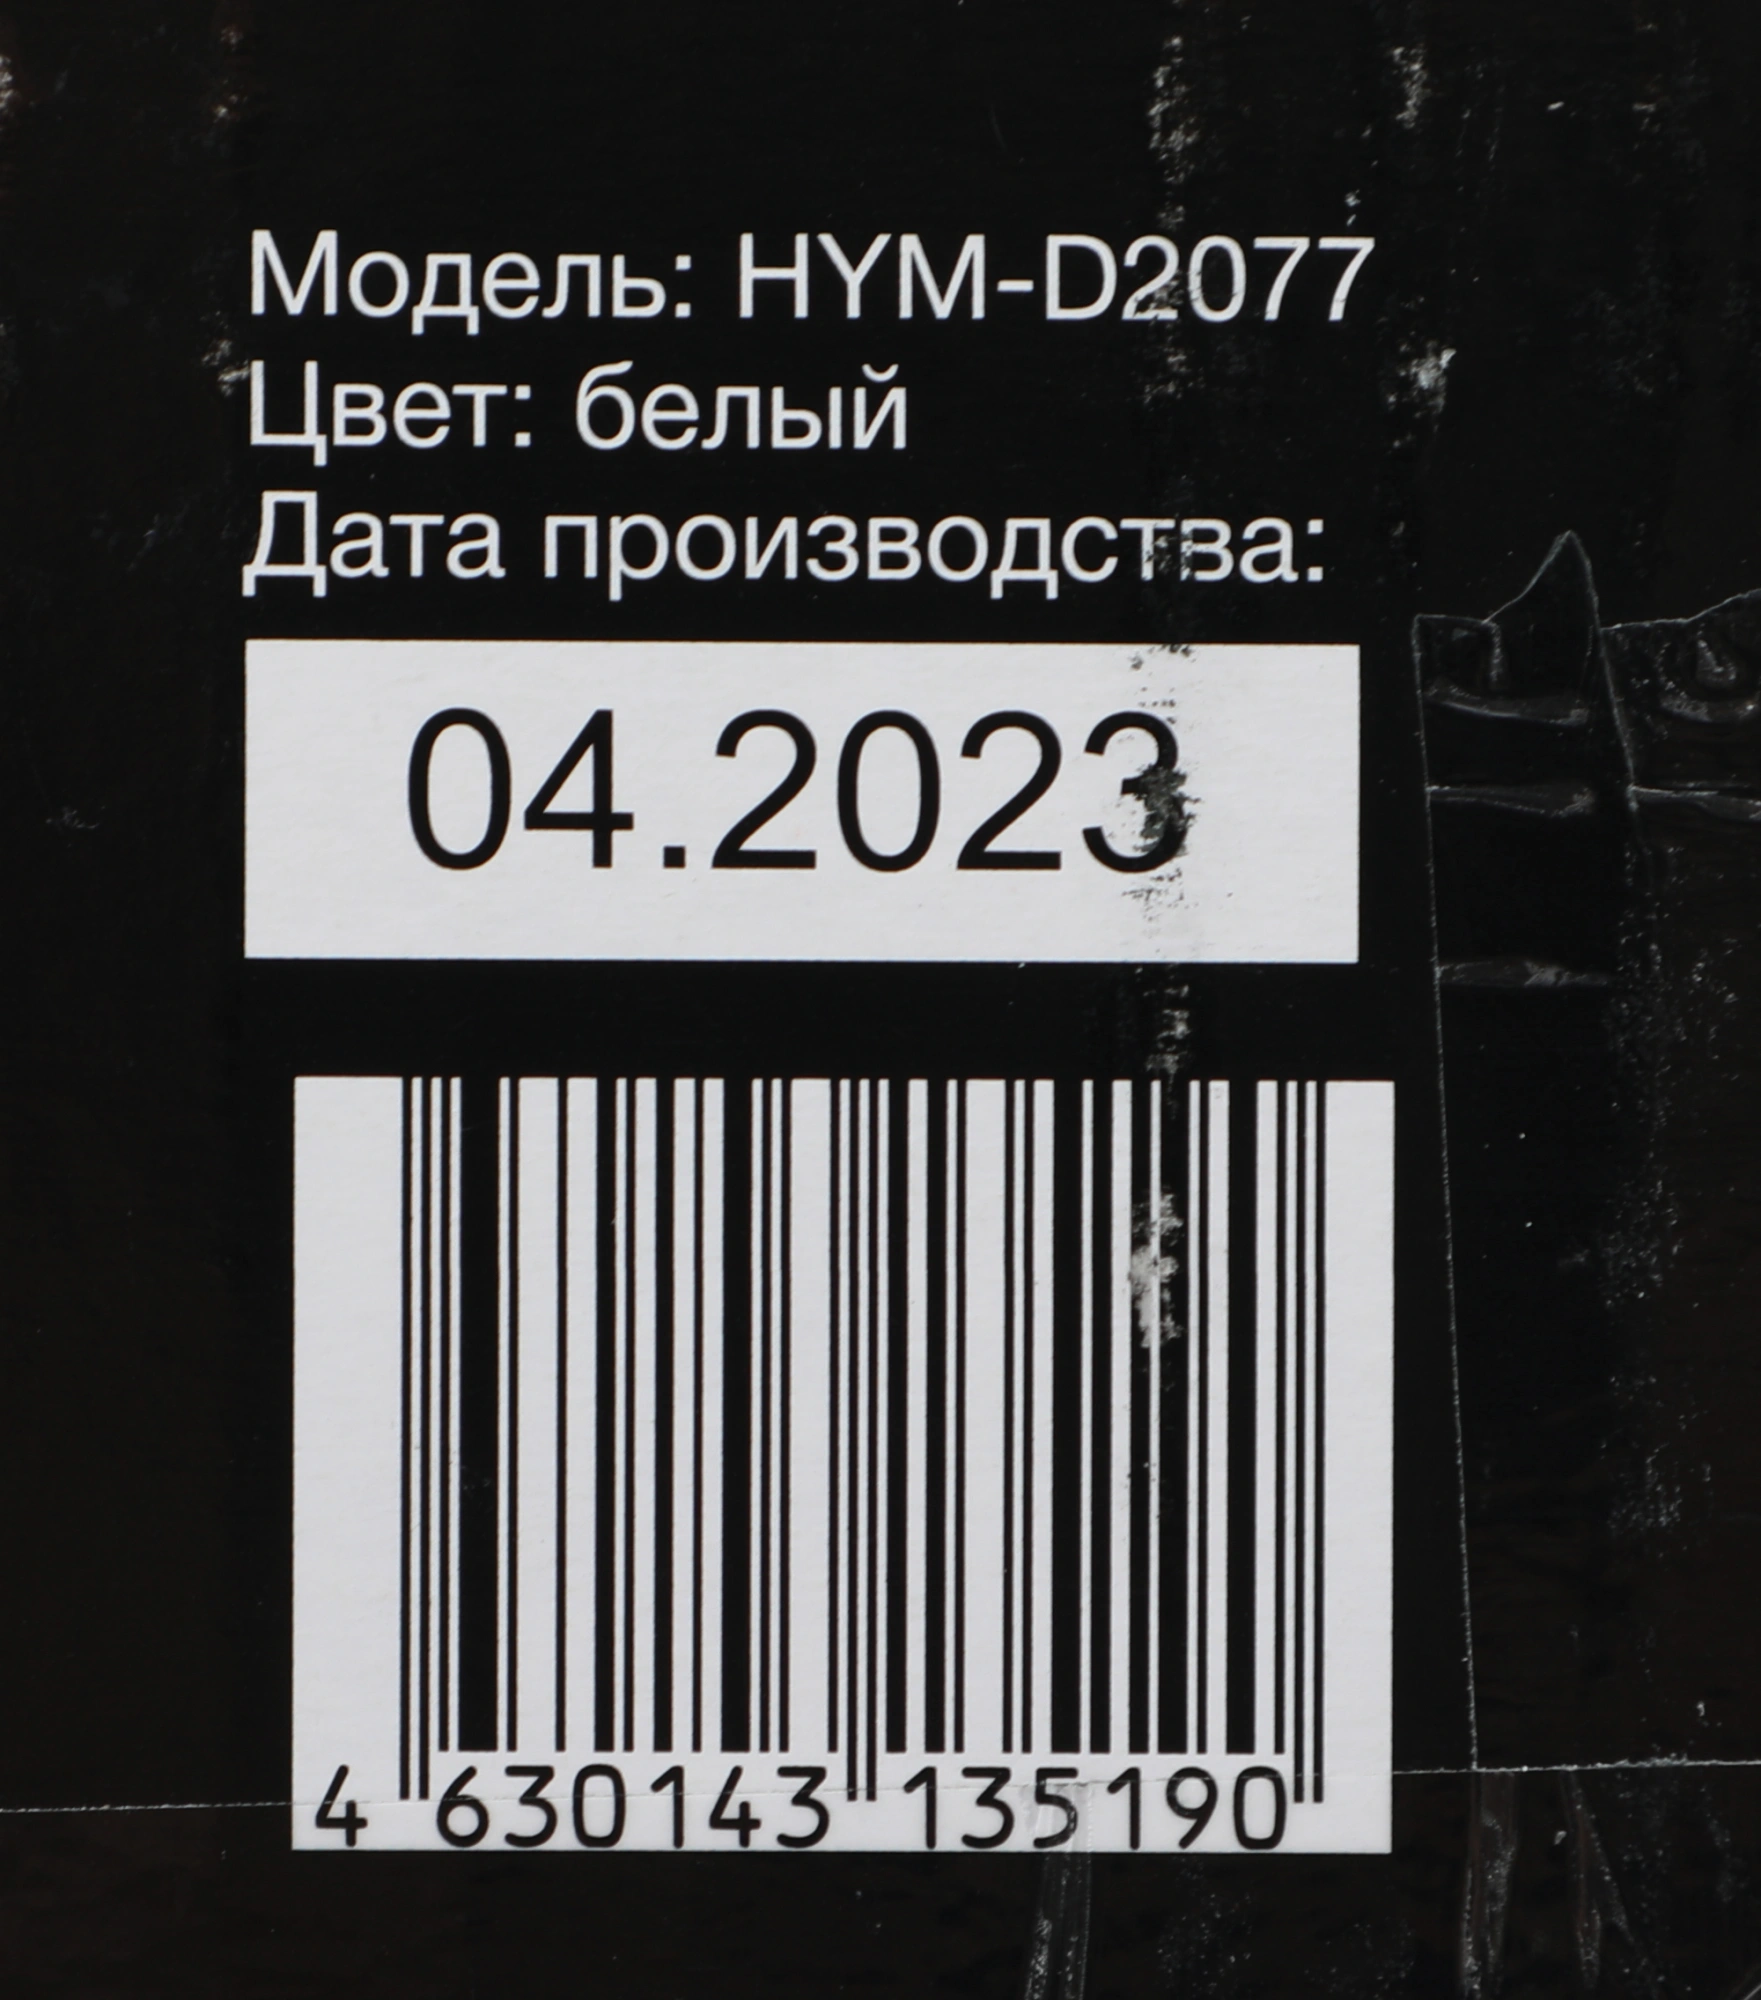 Модель: HYM-D2077
Цвет: белый
Дата производства:
04.2023
4 630143 135190